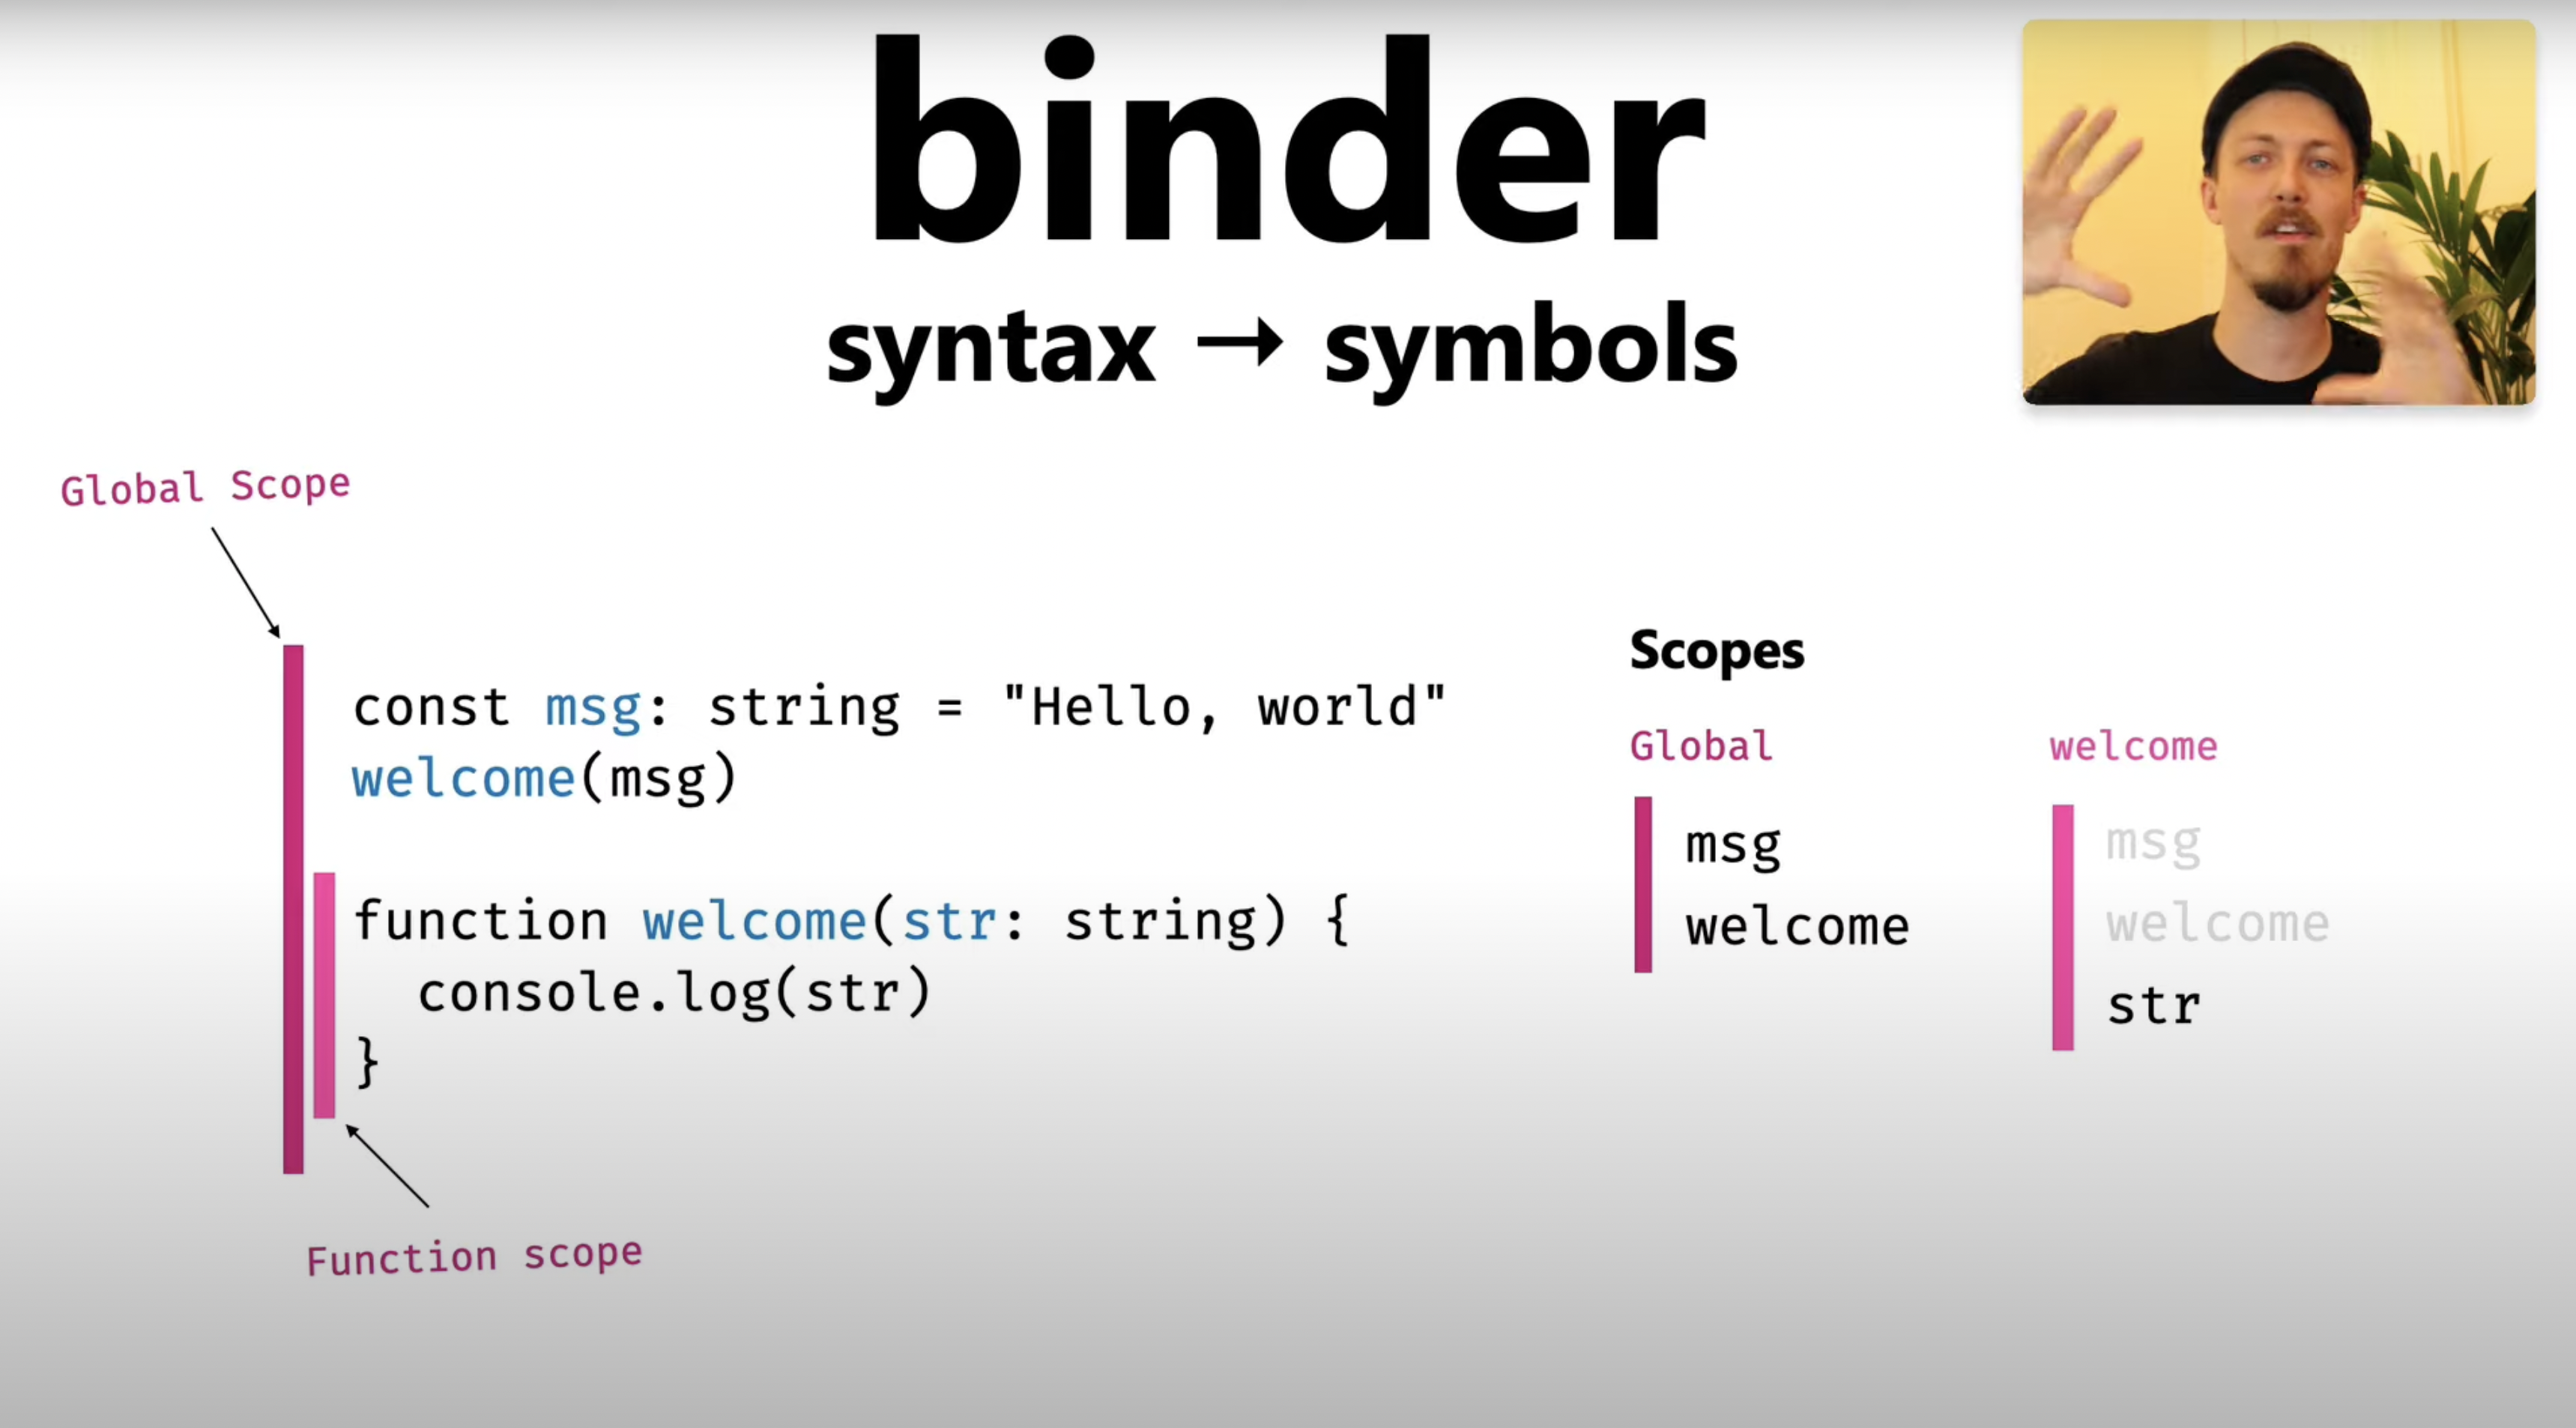 binder
syntax → symbols
Global Scope
const msg: string = "Hello, world"
welcome(msg)
function welcome(str: string) {
  console.log(str)
}
Function scope
Scopes
Global
msg
welcome
welcome
msg
welcome
str